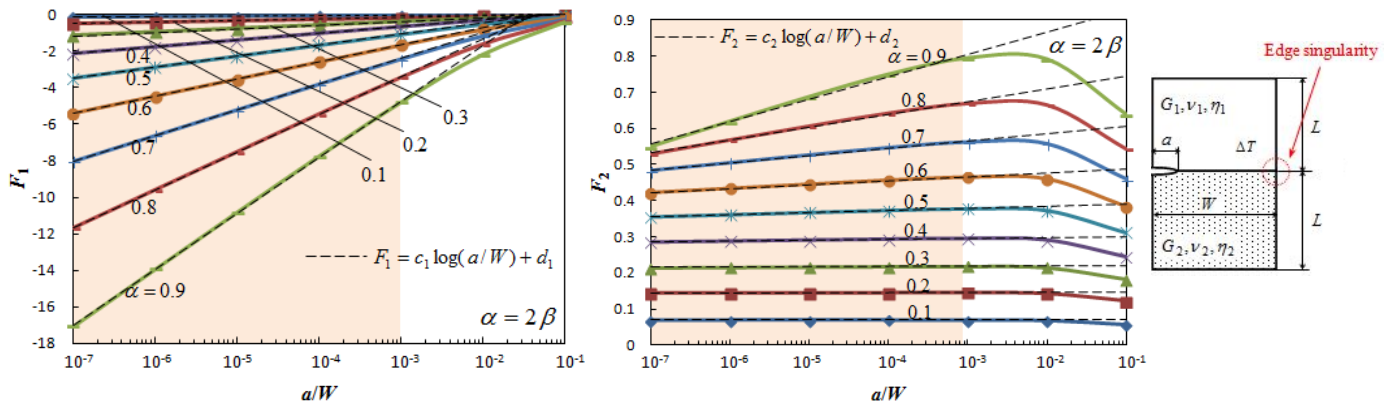 0
-2
-4
-6
-8
-10
-12
-14
-16
-18
F₁
0.4
0.5
0.6
0.7
0.8
α = 0.9
0.3
0.2
0.1
F₁ = c₁ log(a/W) + d₁
α = 2β
10⁻⁷
10⁻⁶
10⁻⁵
10⁻⁴
10⁻³
10⁻²
10⁻¹
a/W
0.9
0.8
0.7
0.6
0.5
0.4
0.3
0.2
0.1
0
F₂
F₂ = c₂ log(a/W) + d₂
α = 2β
α = 0.9
0.8
0.7
0.6
0.5
0.4
0.3
0.2
0.1
10⁻⁷
10⁻⁶
10⁻⁵
10⁻⁴
10⁻³
10⁻²
10⁻¹
a/W
Edge singularity
G₁, ν₁, η₁
L
a
ΔT
W
L
G₂, ν₂, η₂